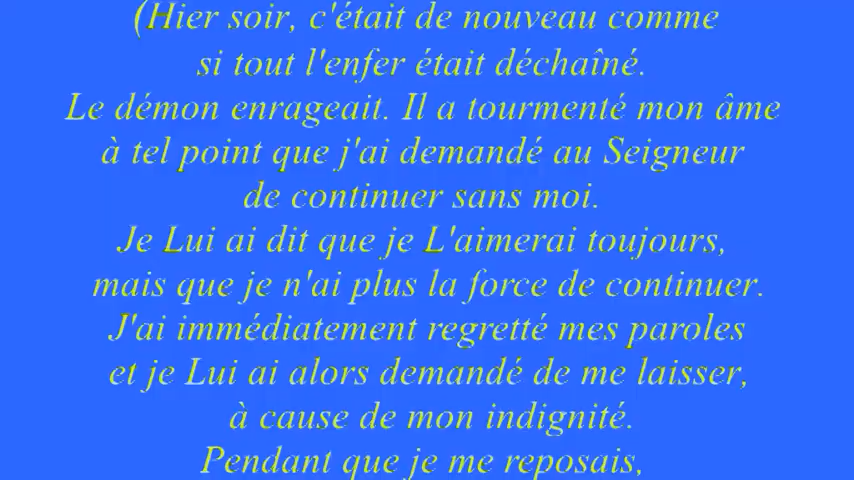 (Hier soir, c'était de nouveau comme
si tout l'enfer était déchaîné.
Le démon enrageait. Il a tourmenté mon âme
à tel point que j'ai demandé au Seigneur
de continuer sans moi.
Je Lui ai dit que je L'aimerai toujours,
mais que je n'ai plus la force de continuer.
J'ai immédiatement regretté mes paroles
et je Lui ai alors demandé de me laisser,
à cause de mon indignité.
Pendant que je me reposais,